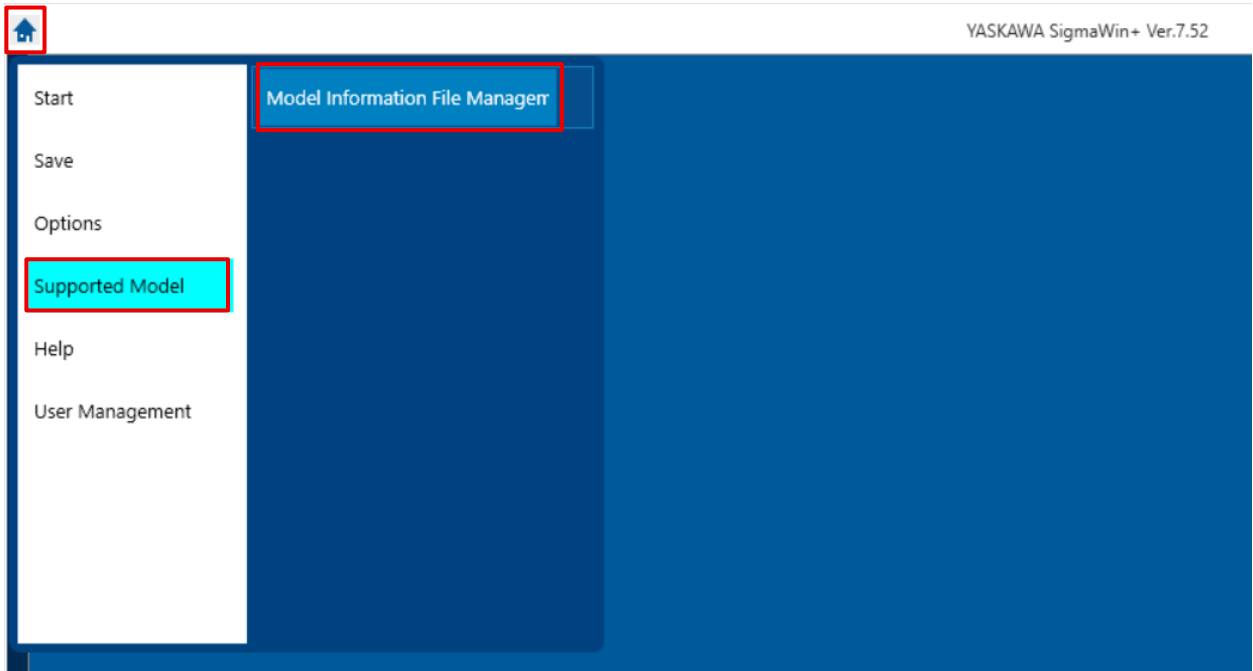 YASKAWA SigmaWin+ Ver.7.52
Start
Model Information File Managem
Save
Options
Supported Model
Help
User Management